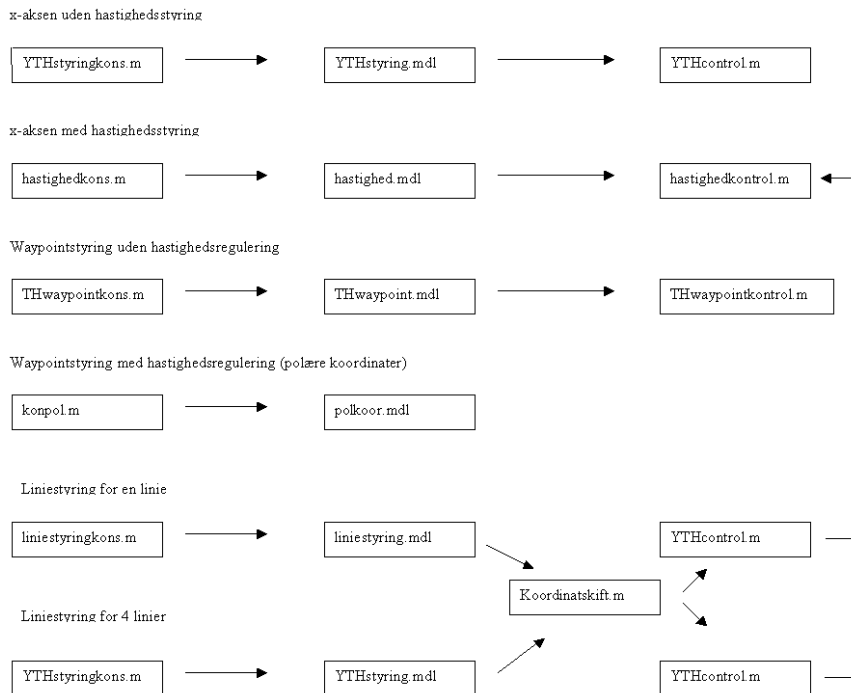 x-aksen uden hastighedsstyring
YTHstyringkons.m
YTHstyring.mdl
YTHcontrol.m
x-aksen med hastighedsstyring
hastighedkons.m
hastighed.mdl
hastighedkontrol.m
Waypointstyring uden hastighedsregulering
THwaypointkons.m
THwaypoint.mdl
THwaypointkontrol.m
Waypointstyring med hastighedsregulering (polære koordinater)
konpol.m
polkoor.mdl
Liniestyring for en linie
liniestyringkons.m
liniestyring.mdl
YTHcontrol.m
Koordinatskift.m
Liniestyring for 4 linier
YTHstyringkons.m
YTHstyring.mdl
YTHcontrol.m